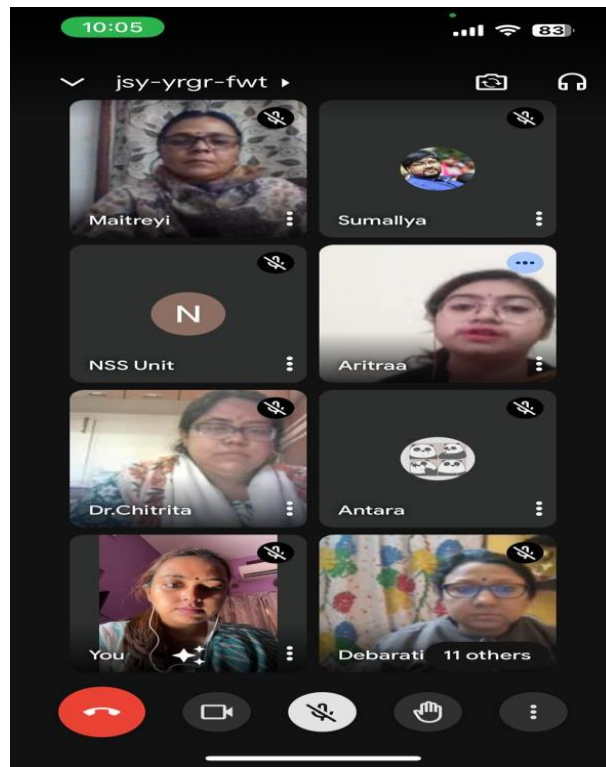 10:05
83
jsy-yrgr-fwt
Maitreyi
Sumallya
N
NSS Unit
Aritraa
Dr.Chitrita
Antara
You
Debarati 11 others